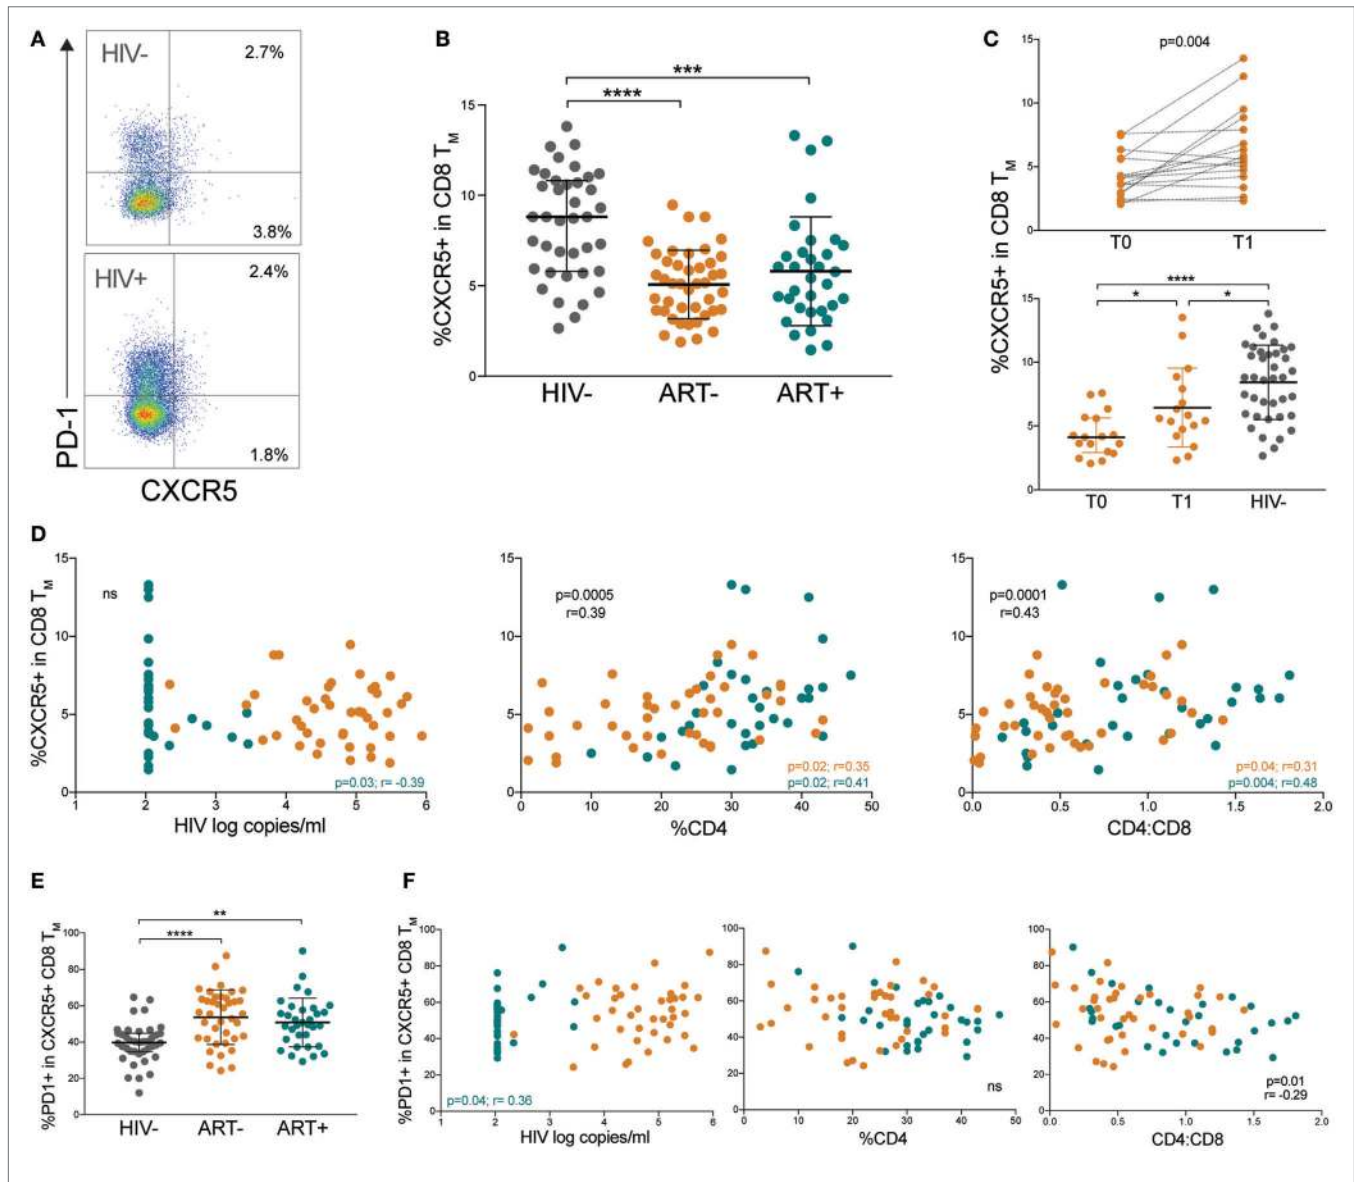 A
HIV-
2.7%
3.8%
HIV+
2.4%
1.8%
PD-1
CXCR5
B
%CXCR5+ in CD8 TM
***
****
15
10
5
0
HIV-
ART-
ART+
C
%CXCR5+ in CD8 TM
p=0.004
15
10
5
0
T0
T1
****
*
*
15
10
5
0
T0
T1
HIV-
D
%CXCR5+ in CD8 TM
15
10
5
0
ns
p=0.03; r= -0.39
1
2
3
4
5
6
HIV log copies/ml
15
10
5
0
p=0.0005
r=0.39
p=0.02; r=0.35
p=0.02; r=0.41
0
10
20
30
40
50
%CD4
15
10
5
0
p=0.0001
r=0.43
p=0.04; r=0.31
p=0.004; r=0.48
0.0
0.5
1.0
1.5
2.0
CD4:CD8
E
%PD1+ in CXCR5+ CD8 TM
**
****
100
80
60
40
20
0
HIV-
ART-
ART+
F
%PD1+ in CXCR5+ CD8 TM
100
80
60
40
20
0
p=0.04; r= 0.36
1
2
3
4
5
6
HIV log copies/ml
100
80
60
40
20
0
ns
0
10
20
30
40
50
%CD4
100
80
60
40
20
0
p=0.01
r= -0.29
0.0
0.5
1.0
1.5
2.0
CD4:CD8